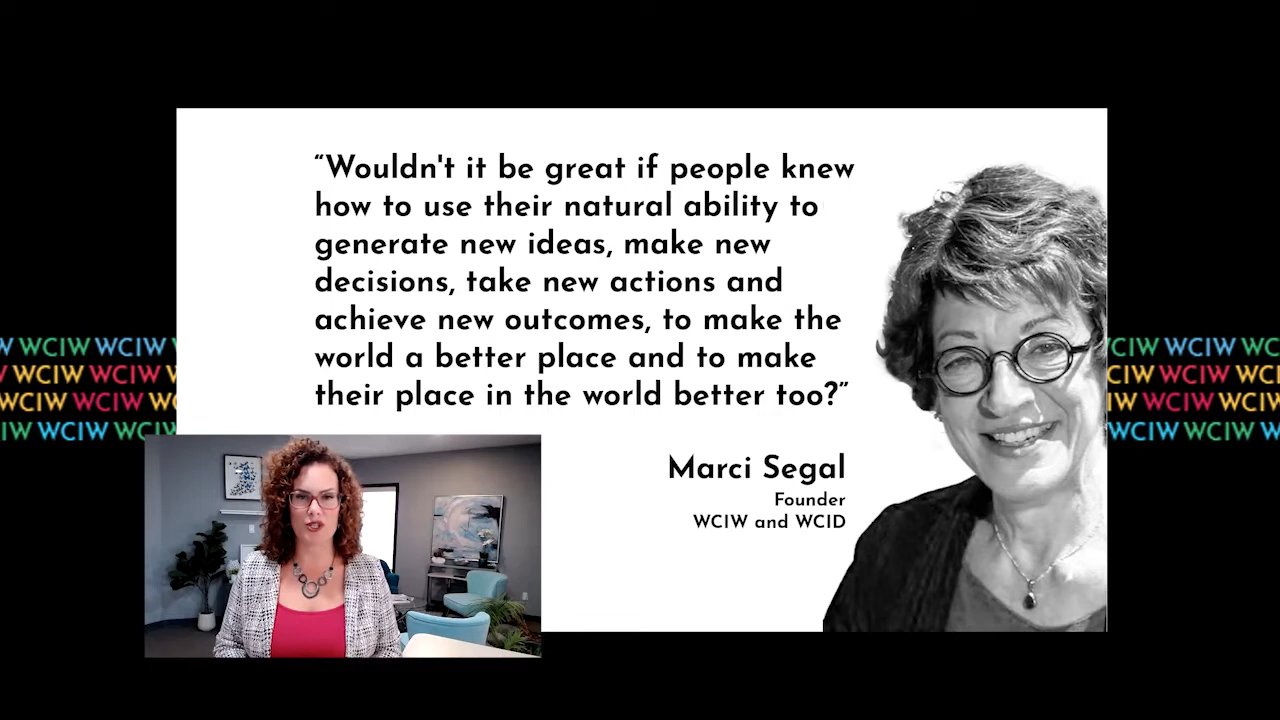 “Wouldn't it be great if people knew
how to use their natural ability to
generate new ideas, make new
decisions, take new actions and
achieve new outcomes, to make the
world a better place and to make
their place in the world better too?”
Marci Segal
Founder
WCIW and WCID
WCIW WCIW
WCIW WCIW
WCIW WCIW
WCIW WCIW
WCIW WCIW
WCIW
WCIW
WCIW WCIW